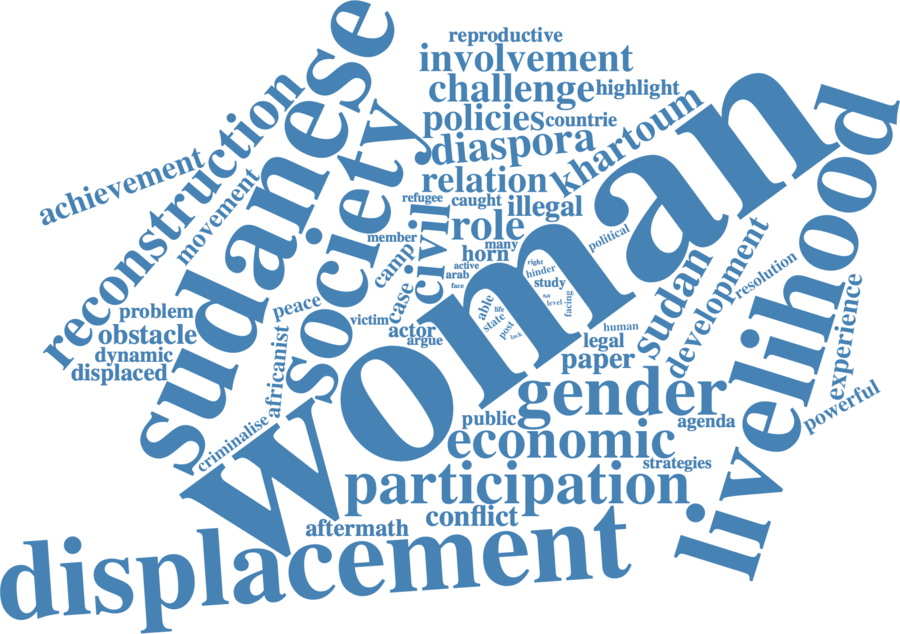 reproductive
involvement
challenge
highlight
policies
countrie
diaspora
khartoum
relation
refugee
caught
illegal
role
civil
member
many
horn
camp
active
arab
face
case
political
right
hinder
study
able
life
state
post
lack
full
level
facing
sudanese
society
reconstruction
achievement
movement
woman
livelihood
sudan
development
resolution
experience
powerful
problem
obstacle
dynamic
displaced
peace
africanist
criminalise
victim
actor
argue
human
legal
paper
gender
public
agenda
economic
strategies
participation
conflict
aftermath
displacement